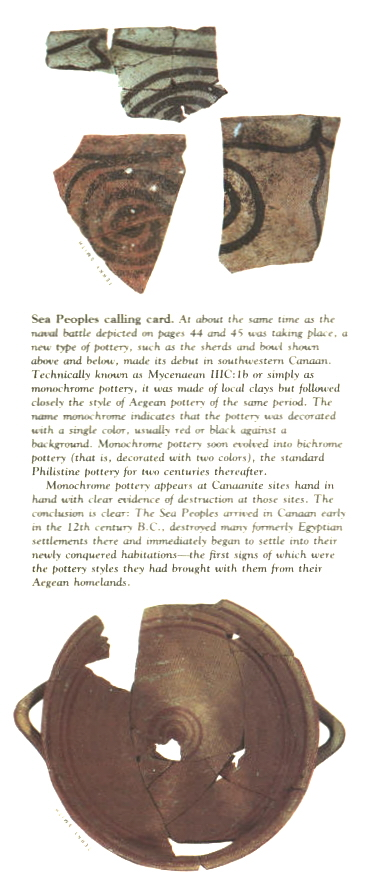 Sea Peoples calling card. At about the same time as the
naval battle depicted on pages 44 and 45 was taking place, a
new type of pottery, such as the sherds and bowl shown
above and below, made its debut in southwestern Canaan.
Technically known as Mycenaean IIIC:1b or simply as
monochrome pottery, it was made of local clays but followed
closely the style of Aegean pottery of the same period. The
name monochrome indicates that the pottery was decorated
with a single color, usually red or black against a
background. Monochrome pottery soon evolved into bichrome
pottery (that is, decorated with two colors), the standard
Philistine pottery for two centuries thereafter.
Monochrome pottery appears at Canaanite sites hand in
hand with clear evidence of destruction at those sites. The
conclusion is clear: The Sea Peoples arrived in Canaan early
in the 12th century B.C., destroyed many formerly Egyptian
settlements there and immediately began to settle into their
newly conquered habitations—the first signs of which were
the pottery styles they had brought with them from their
Aegean homelands.